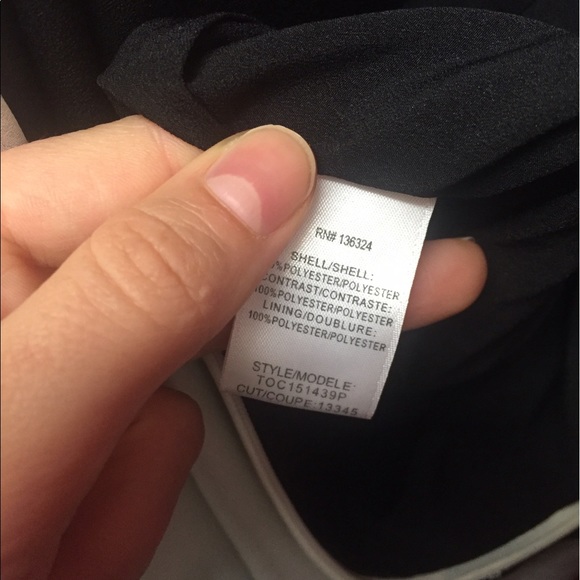 RN# 136324
SHELL/SHELL:
%POLYESTER/POLYESTER
CONTRAST/CONTRASTE:
100%POLYESTER/POLYESTER
LINING/DOUBLURE:
100%POLYESTER/POLYESTER
STYLE/MODELE:
TOC151439P
CUT/COUPE:13345